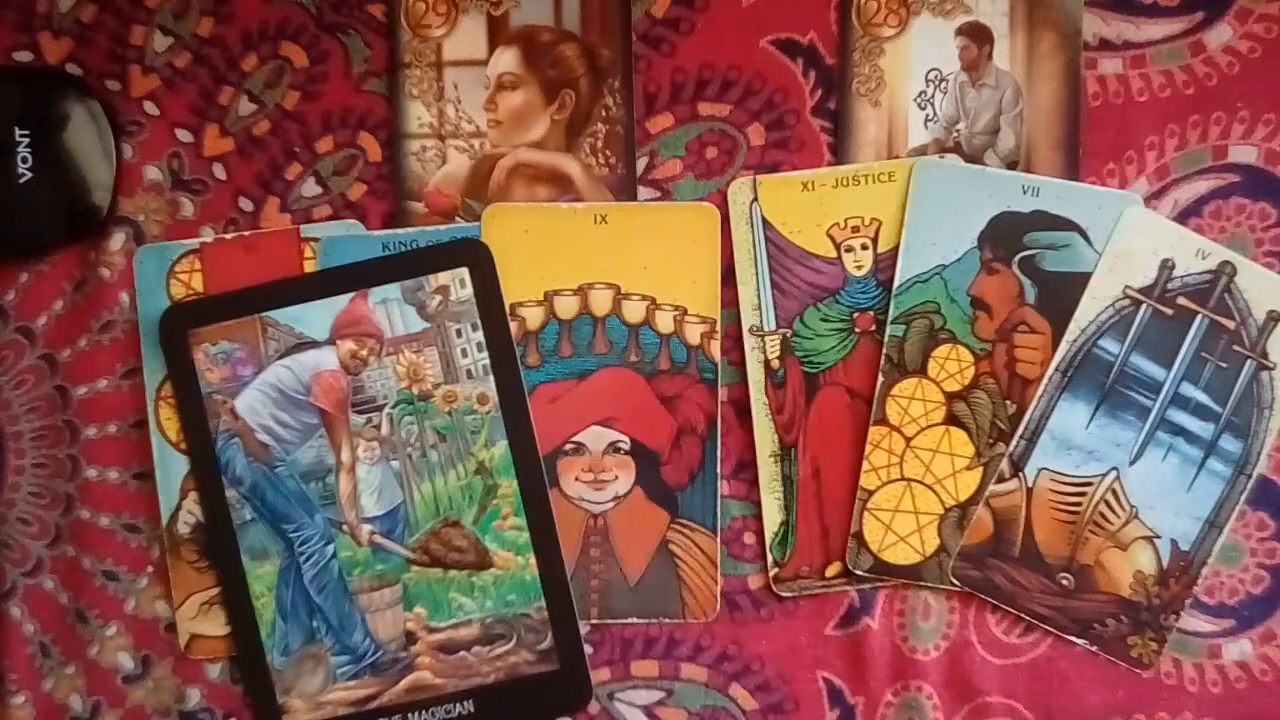 29
28
VONT
KING OF
IX
XI - JUSTICE
VII
IV
THE MAGICIAN